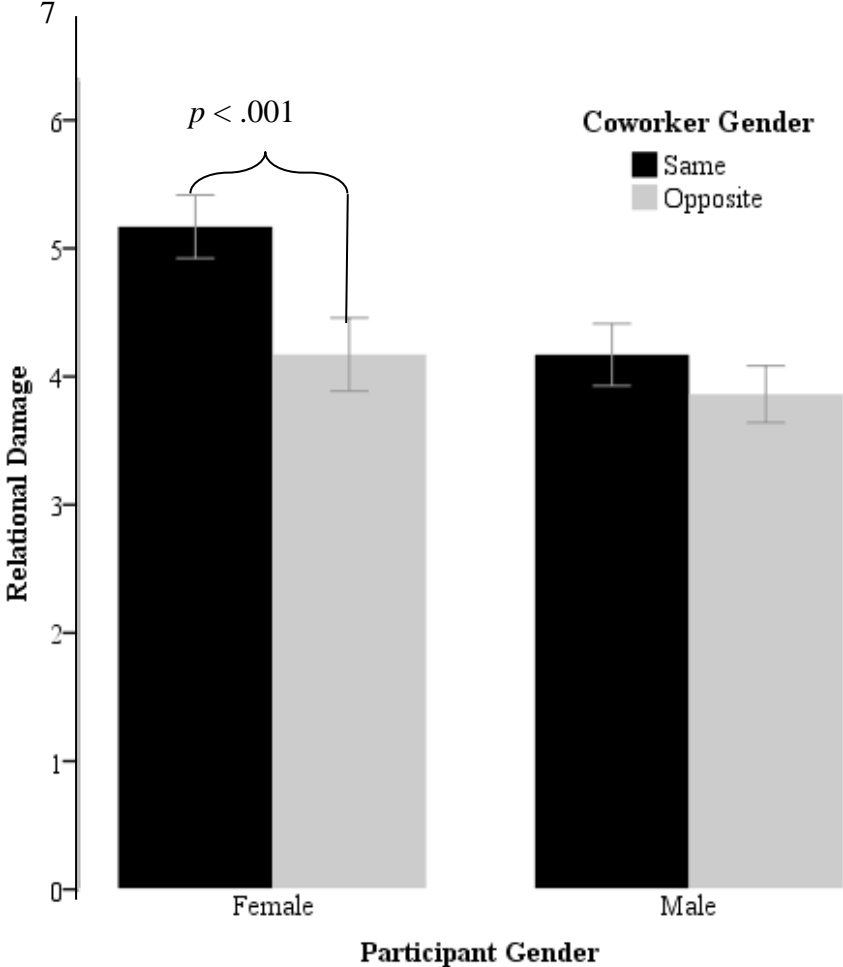 7
6
5
4
3
2
1
0
Relational Damage
p < .001
Coworker Gender
Same
Opposite
Female
Male
Participant Gender